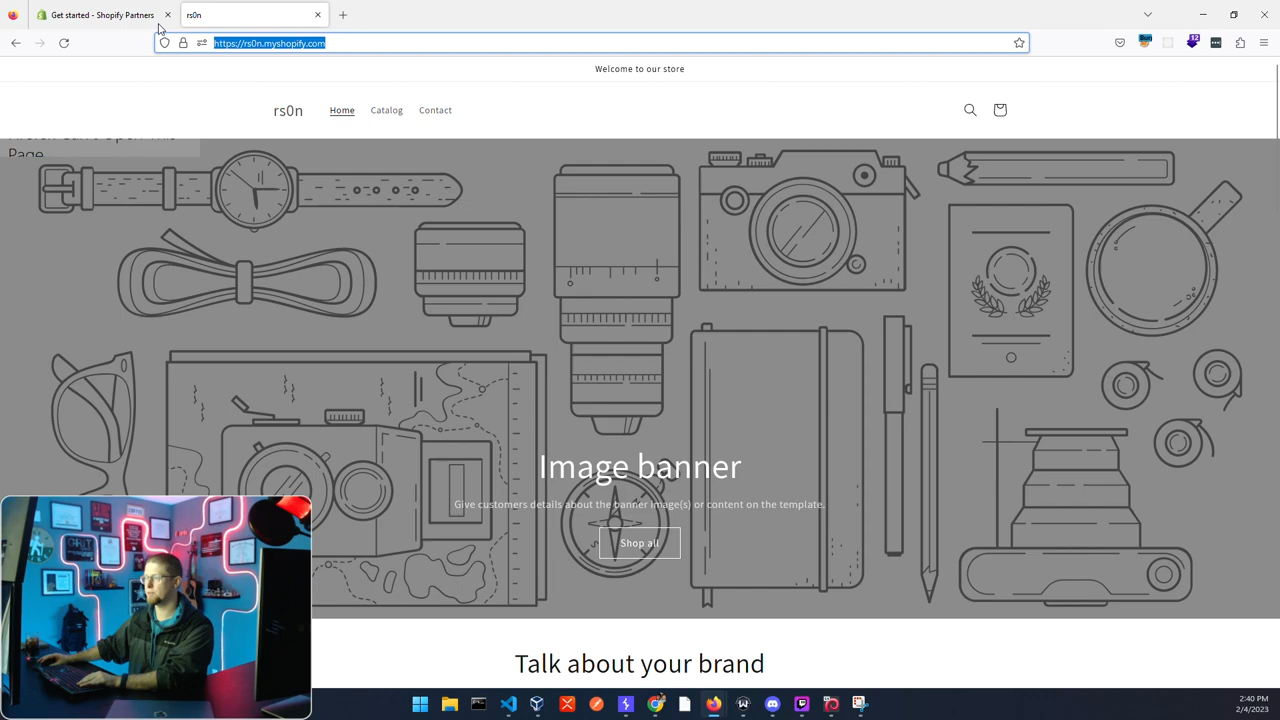 Get started - Shopify Partners
rs0n
https://rs0n.myshopify.com
12
Welcome to our store
rs0n
Home
Catalog
Contact
Page
Image banner
Give customers details about the banner image(s) or content on the template.
Shop all
Talk about your brand
2:40 PM
2/4/2023